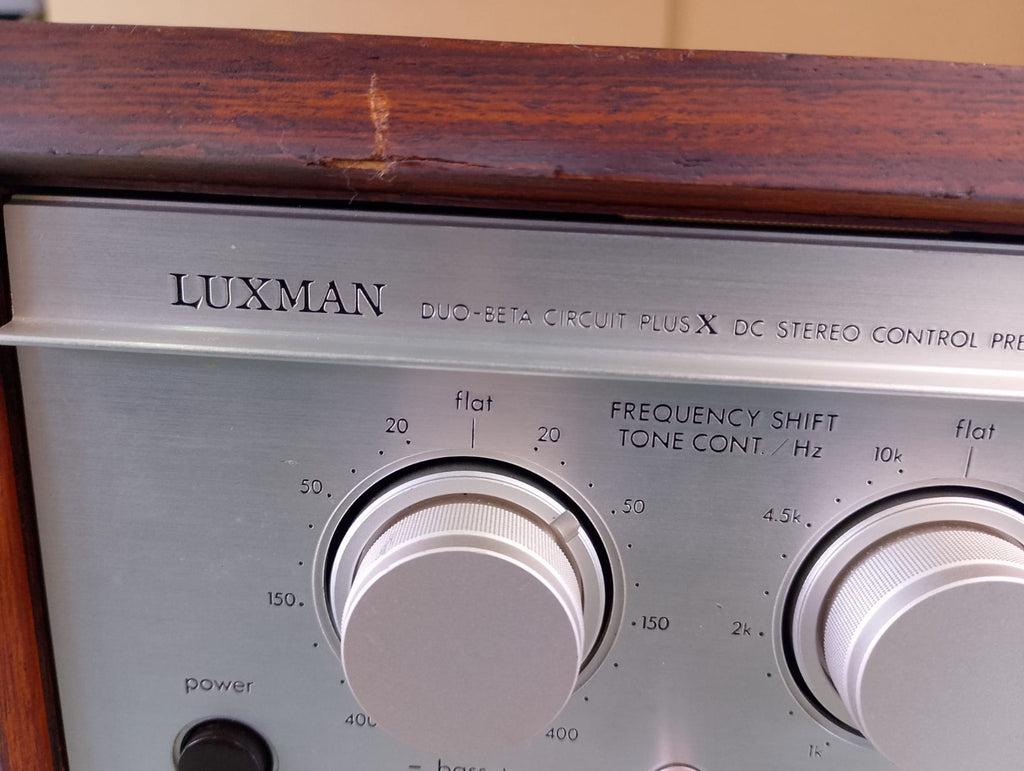 LUXMAN DUO-BETA CIRCUIT PLUS X DC STEREO CONTROL PRE
flat
20 20
FREQUENCY SHIFT
TONE CONT. / Hz
flat
10k
50 50
4.5k
150 150
2k
power
400 400
1k
− bass